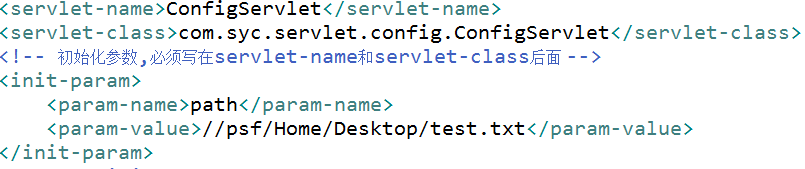 <servlet-name>ConfigServlet</servlet-name>
<servlet-class>com.syc.servlet.config.ConfigServlet</servlet-class>
<!-- 初始化参数,必须写在servlet-name和servlet-class后面 -->
<init-param>
    <param-name>path</param-name>
    <param-value>//psf/Home/Desktop/test.txt</param-value>
</init-param>